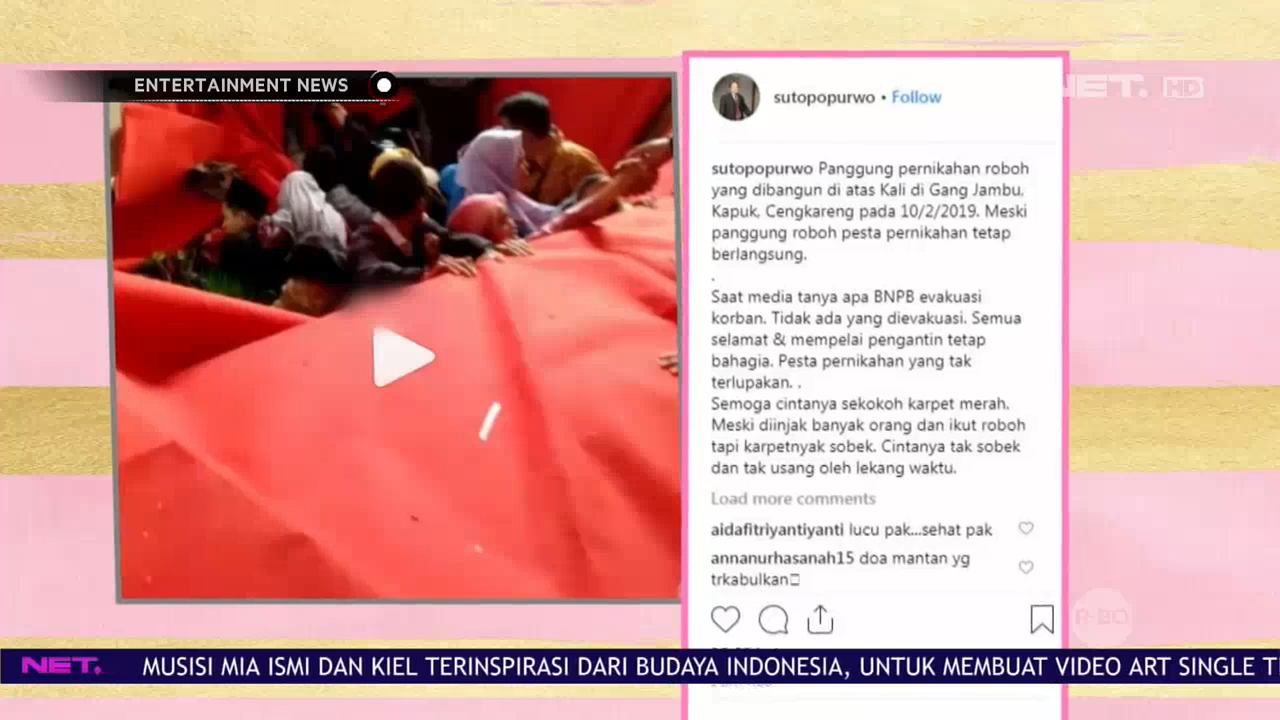 ENTERTAINMENT NEWS
NET. HD
sutopopurwo • Follow
sutopopurwo Panggung pernikahan roboh
yang dibangun di atas Kali di Gang Jambu,
Kapuk, Cengkareng pada 10/2/2019. Meski
panggung roboh pesta pernikahan tetap
berlangsung.
.
Saat media tanya apa BNPB evakuasi
korban. Tidak ada yang dievakuasi. Semua
selamat & mempelai pengantin tetap
bahagia. Pesta pernikahan yang tak
terlupakan. .
Semoga cintanya sekokoh karpet merah.
Meski diinjak banyak orang dan ikut roboh
tapi karpetnyak sobek. Cintanya tak sobek
dan tak usang oleh lekang waktu.
Load more comments
aidafitriyantiyanti lucu pak...sehat pak
annanurhasanah15 doa mantan yg
trkabulkan
R-BO
NET. MUSISI MIA ISMI DAN KIEL TERINSPIRASI DARI BUDAYA INDONESIA, UNTUK MEMBUAT VIDEO ART SINGLE T